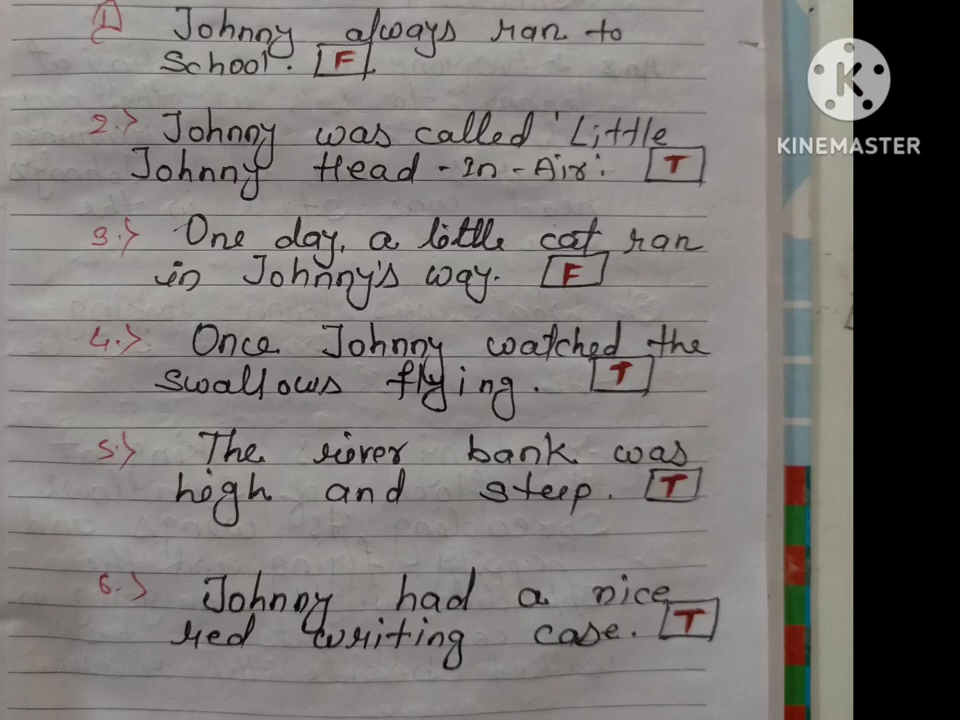 1) Johnny always ran to
School. F
2.) Johnny was called 'Little
Johnny Head-In-Air'. T
3.) One day, a little cat ran
in Johnny's way. F
4.) Once Johnny watched the
swallows flying. T
5.) The river bank was
high and steep. T
6.) Johnny had a nice
red writing case. T
K
KINEMASTER